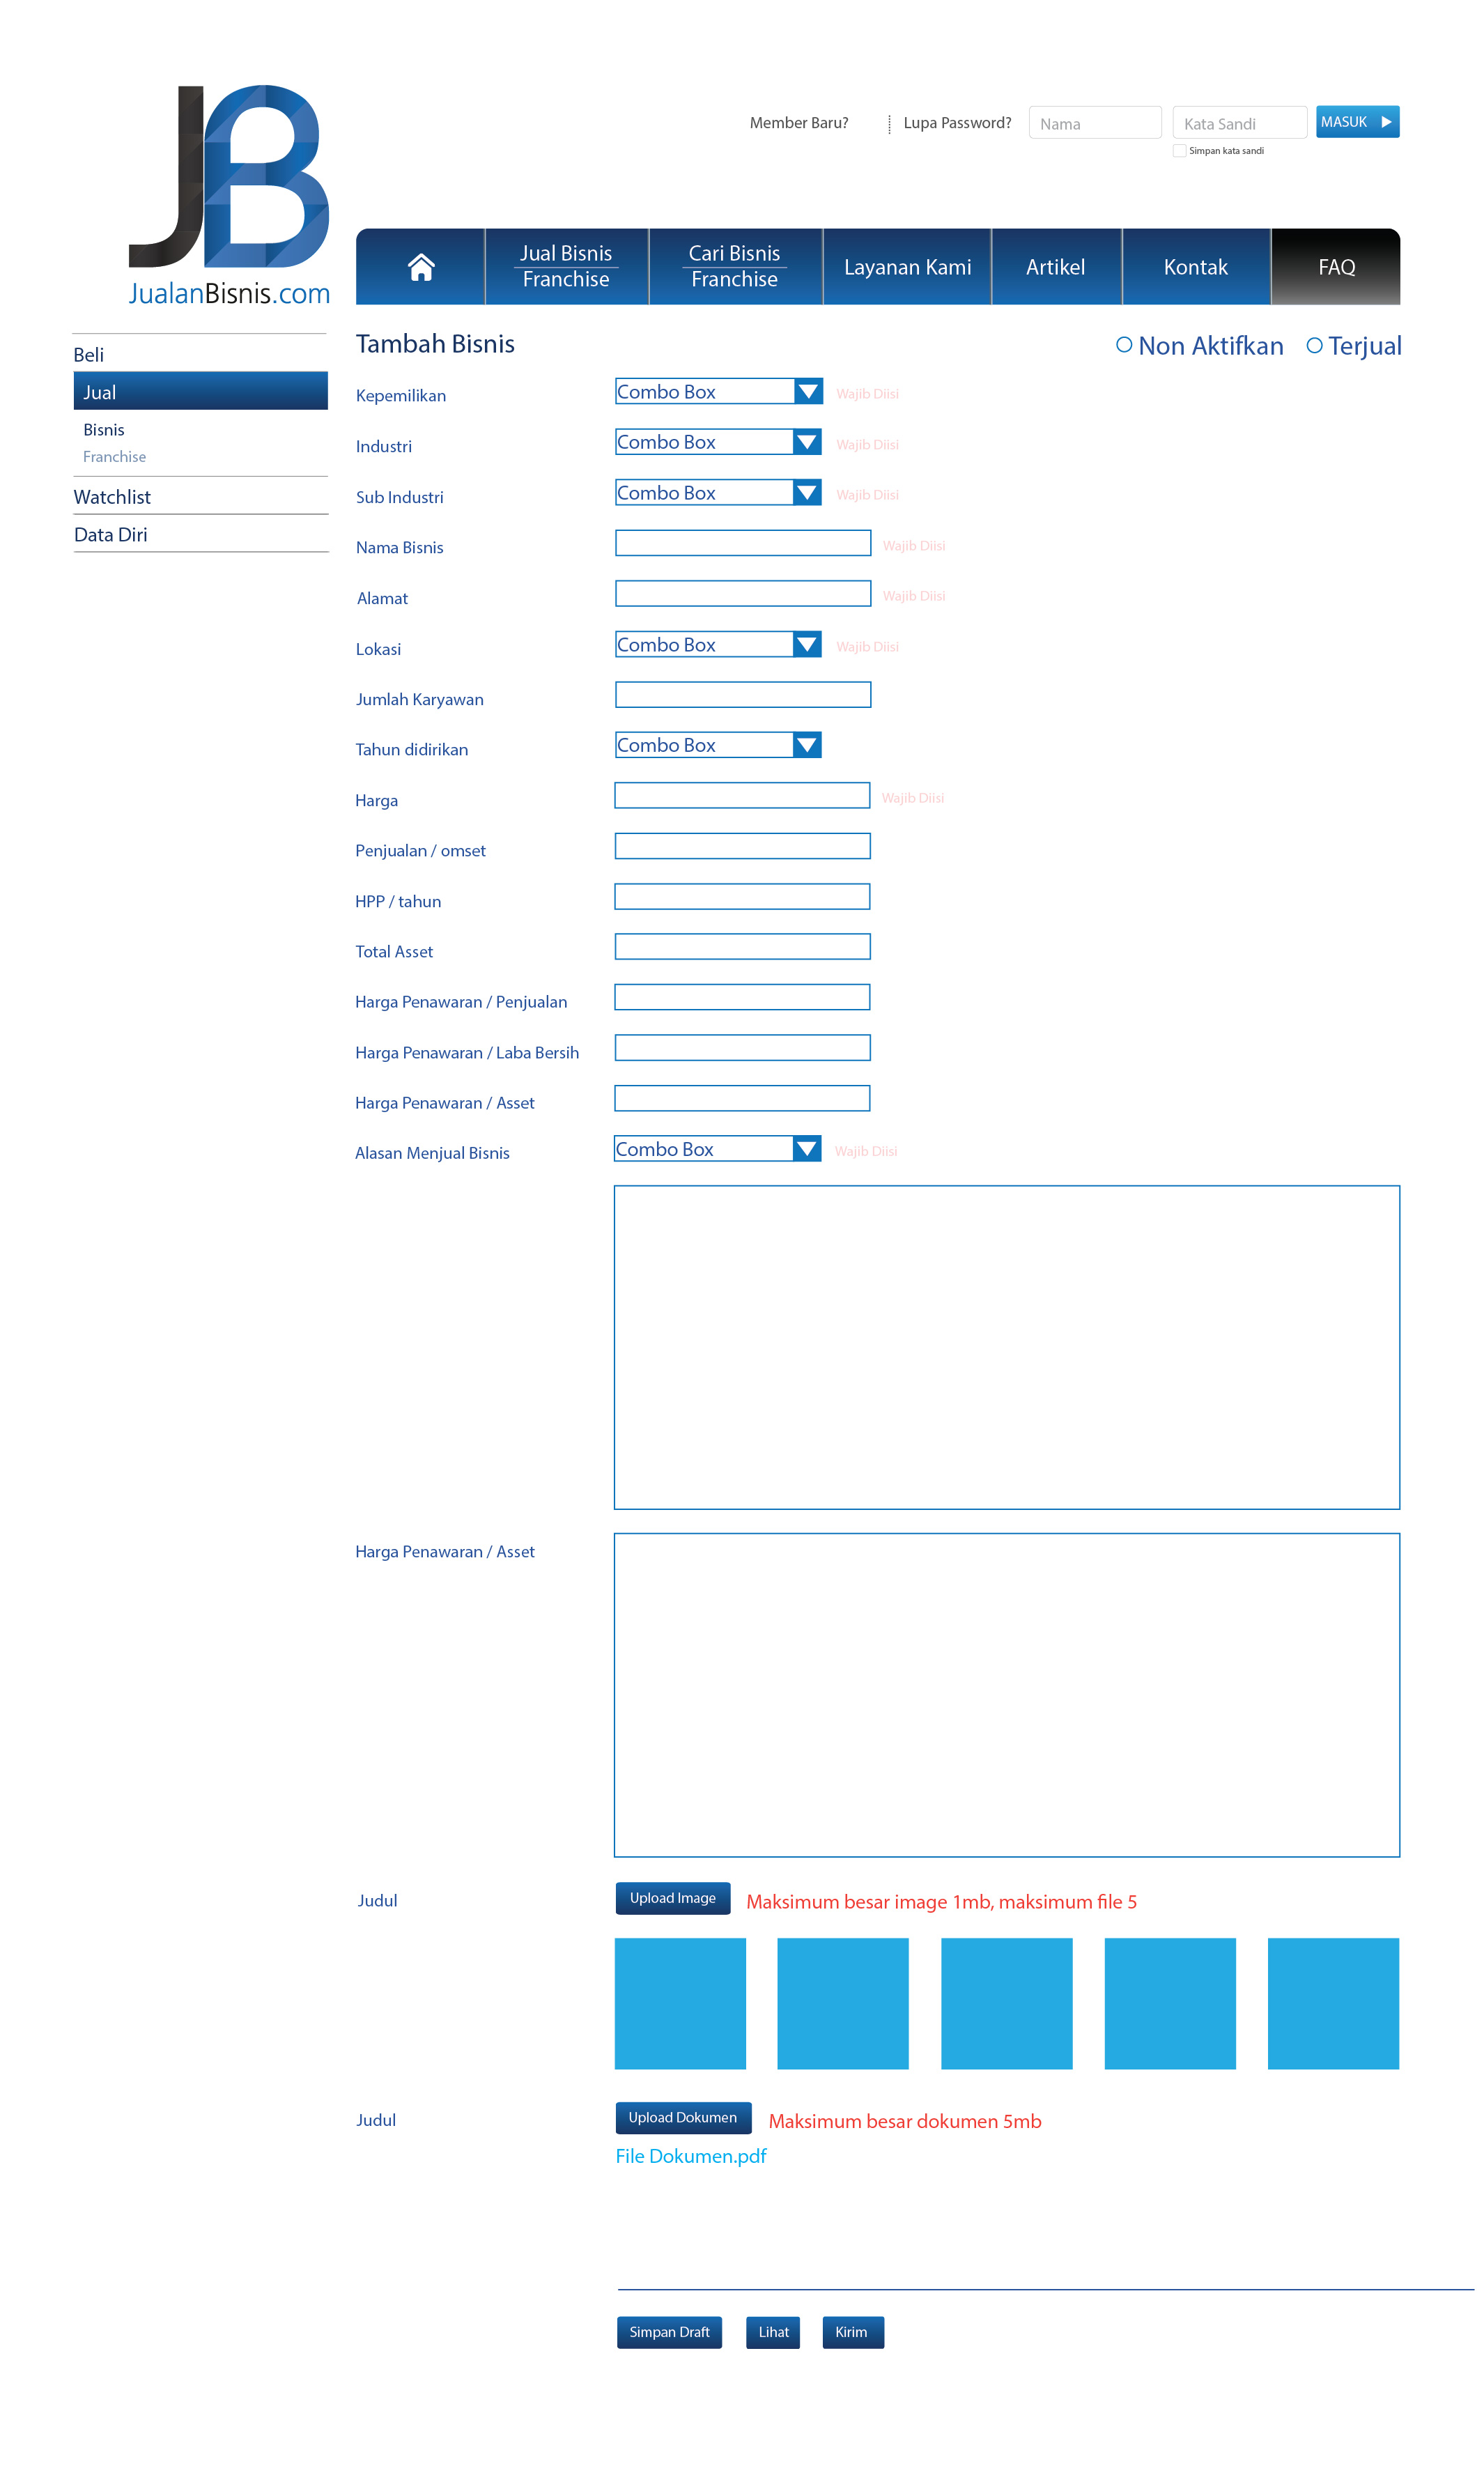 JB
JualanBisnis.com
Member Baru?
Lupa Password?
Nama
Kata Sandi
MASUK
Simpan kata sandi
Jual Bisnis
Franchise
Cari Bisnis
Franchise
Layanan Kami
Artikel
Kontak
FAQ
Beli
Jual
Bisnis
Franchise
Watchlist
Data Diri
Tambah Bisnis
Non Aktifkan
Terjual
Kepemilikan Combo Box Wajib Diisi
Industri Combo Box Wajib Diisi
Sub Industri Combo Box Wajib Diisi
Nama Bisnis Wajib Diisi
Alamat Wajib Diisi
Lokasi Combo Box Wajib Diisi
Jumlah Karyawan
Tahun didirikan Combo Box
Harga Wajib Diisi
Penjualan / omset
HPP / tahun
Total Asset
Harga Penawaran / Penjualan
Harga Penawaran / Laba Bersih
Harga Penawaran / Asset
Alasan Menjual Bisnis Combo Box Wajib Diisi
Harga Penawaran / Asset
Judul Upload Image Maksimum besar image 1mb, maksimum file 5
Judul Upload Dokumen Maksimum besar dokumen 5mb
File Dokumen.pdf
Simpan Draft Lihat Kirim